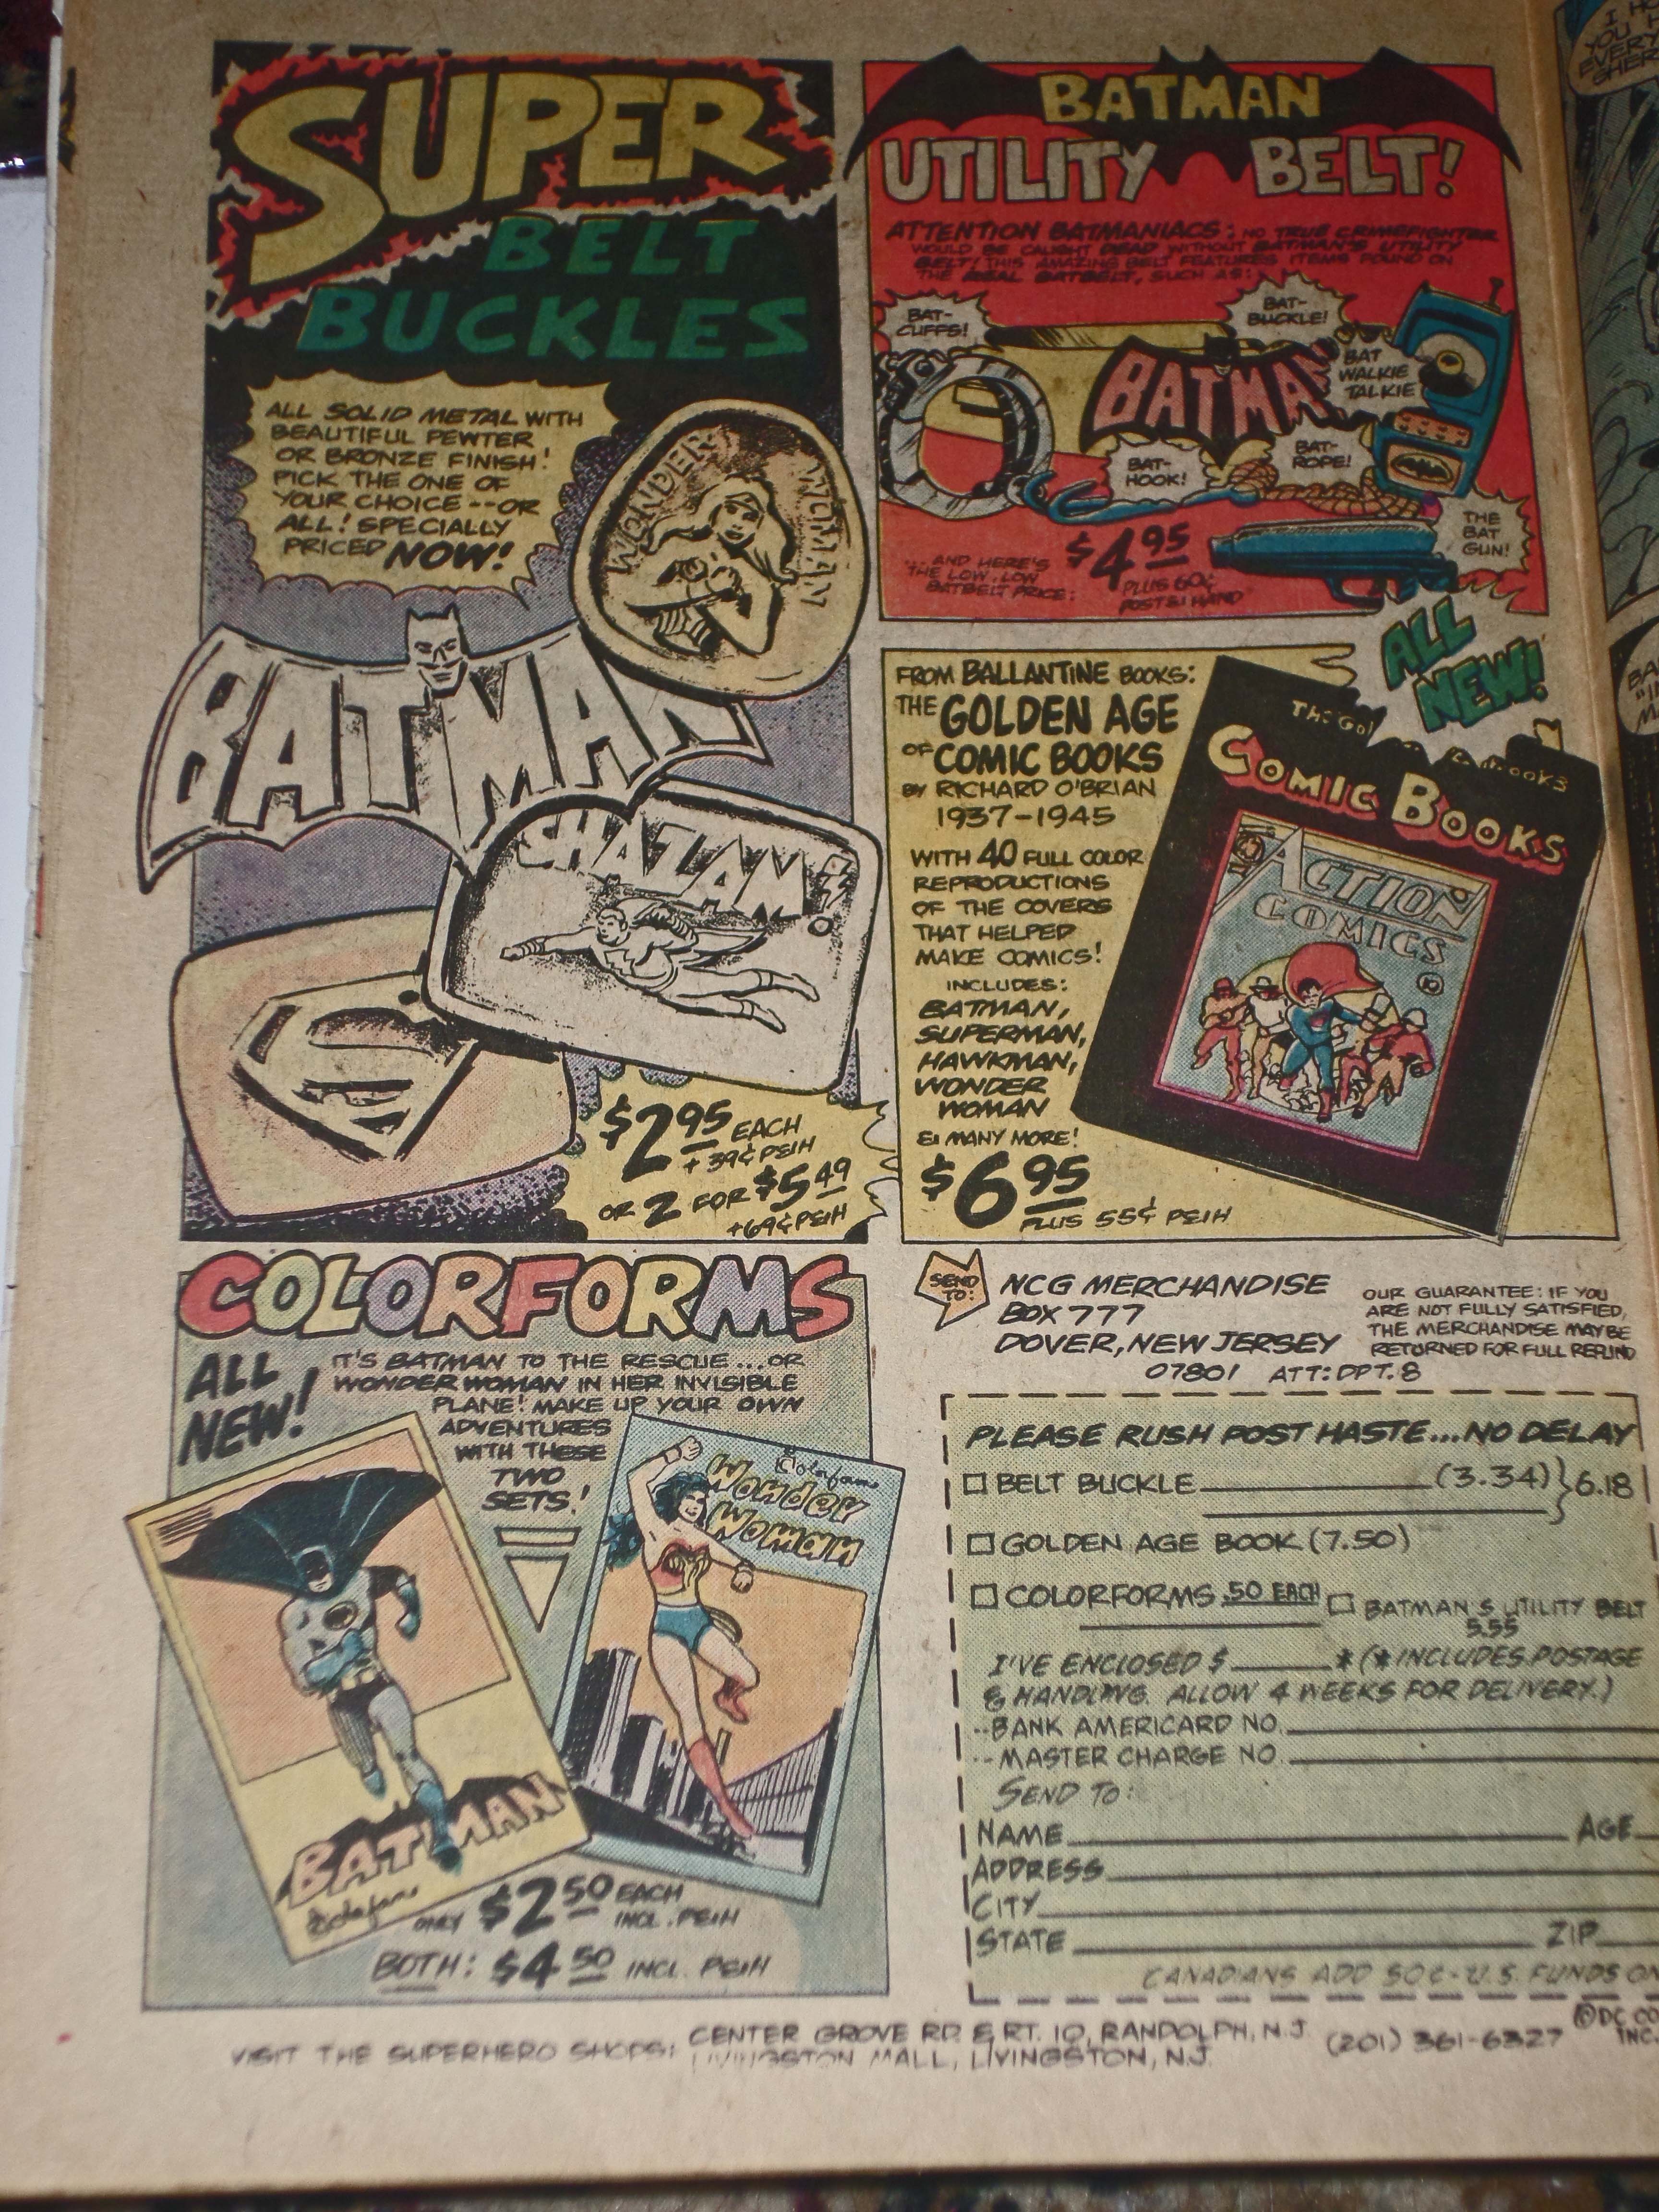 SUPER
BELT
BUCKLES
ALL SOLID METAL WITH
BEAUTIFUL PEWTER
OR BRONZE FINISH!
PICK THE ONE OF
YOUR CHOICE--OR
ALL! SPECIALLY
PRICED NOW!
WONDER WOMAN
BATMAN
SHAZAM!
S
$2.95 EACH
+ 39¢ P&H
OR 2 FOR $5.49
+69¢ P&H
BATMAN
UTILITY BELT!
ATTENTION BATMANIACS: NO TRUE CRIMEFIGHTER
WOULD BE CAUGHT DEAD WITHOUT BATMAN'S UTILITY
BELT! THIS AMAZING BELT FEATURES ITEMS FOUND ON
THE REAL BATBELT, SUCH AS:
BAT-
CUFFS!
BAT-
BUCKLE!
BATMAN
BAT
WALKIE
TALKIE
BAT-
HOOK!
BAT-
ROPE!
THE
BAT
GUN!
...AND HERE'S
THE LOW, LOW
BATBELT PRICE:
$4.95
PLUS 60¢
POST & HAND
ALL
NEW!
FROM BALLANTINE BOOKS:
THE GOLDEN AGE
OF COMIC BOOKS
BY RICHARD O'BRIAN
1937-1945
WITH 40 FULL COLOR
REPRODUCTIONS
OF THE COVERS
THAT HELPED
MAKE COMICS!
INCLUDES:
BATMAN,
SUPERMAN,
HAWKMAN,
WONDER
WOMAN
& MANY MORE!
$6.95
PLUS 55¢ P&H
COMIC BOOKS
ACTION
COMICS
COLORFORMS
ALL
NEW!
IT'S BATMAN TO THE RESCUE...OR
WONDER WOMAN IN HER INVISIBLE
PLANE! MAKE UP YOUR OWN
ADVENTURES
WITH THESE
TWO
SETS!
BATMAN
Colorforms
Colorforms
Wonder
Woman
ONLY $2.50 EACH
INCL. P&H
BOTH: $4.50 INCL. P&H
SEND
TO:
NCG MERCHANDISE
BOX 777
DOVER, NEW JERSEY
07801 ATT: DPT. 8
OUR GUARANTEE: IF YOU
ARE NOT FULLY SATISFIED,
THE MERCHANDISE MAY BE
RETURNED FOR FULL REFUND
PLEASE RUSH POST HASTE...NO DELAY
BELT BUCKLE (3.34) } 6.18
GOLDEN AGE BOOK (7.50)
COLORFORMS .50 EACH
BATMAN'S UTILITY BELT
5.55
I'VE ENCLOSED $ * (* INCLUDES POSTAGE
& HANDLING. ALLOW 4 WEEKS FOR DELIVERY.)
--BANK AMERICARD NO.
--MASTER CHARGE NO.
SEND TO:
NAME AGE
ADDRESS
CITY
STATE ZIP
CANADIANS ADD 50¢-U.S. FUNDS ON
VISIT THE SUPERHERO SHOPS: CENTER GROVE RD. & RT. 10, RANDOLPH, N.J.
LIVINGSTON MALL, LIVINGSTON, N.J.
(201) 361-6327
© DC CO
INC.